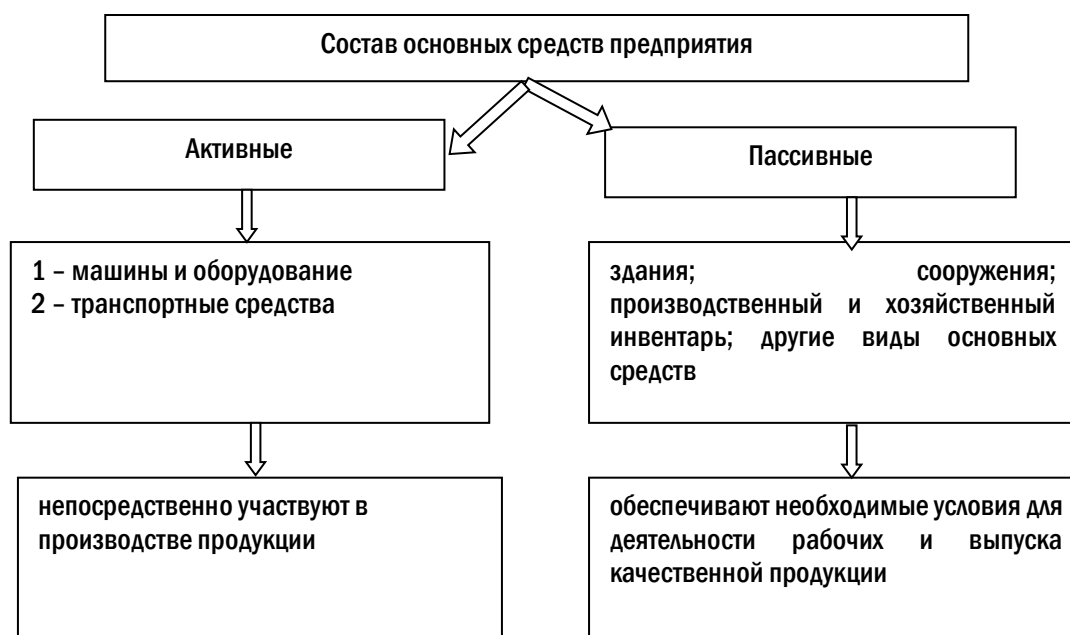 Состав основных средств предприятия
Активные
Пассивные
1 – машины и оборудование
2 – транспортные средства
здания; сооружения;
производственный и хозяйственный
инвентарь; другие виды основных
средств
непосредственно участвуют в
производстве продукции
обеспечивают необходимые условия для
деятельности рабочих и выпуска
качественной продукции